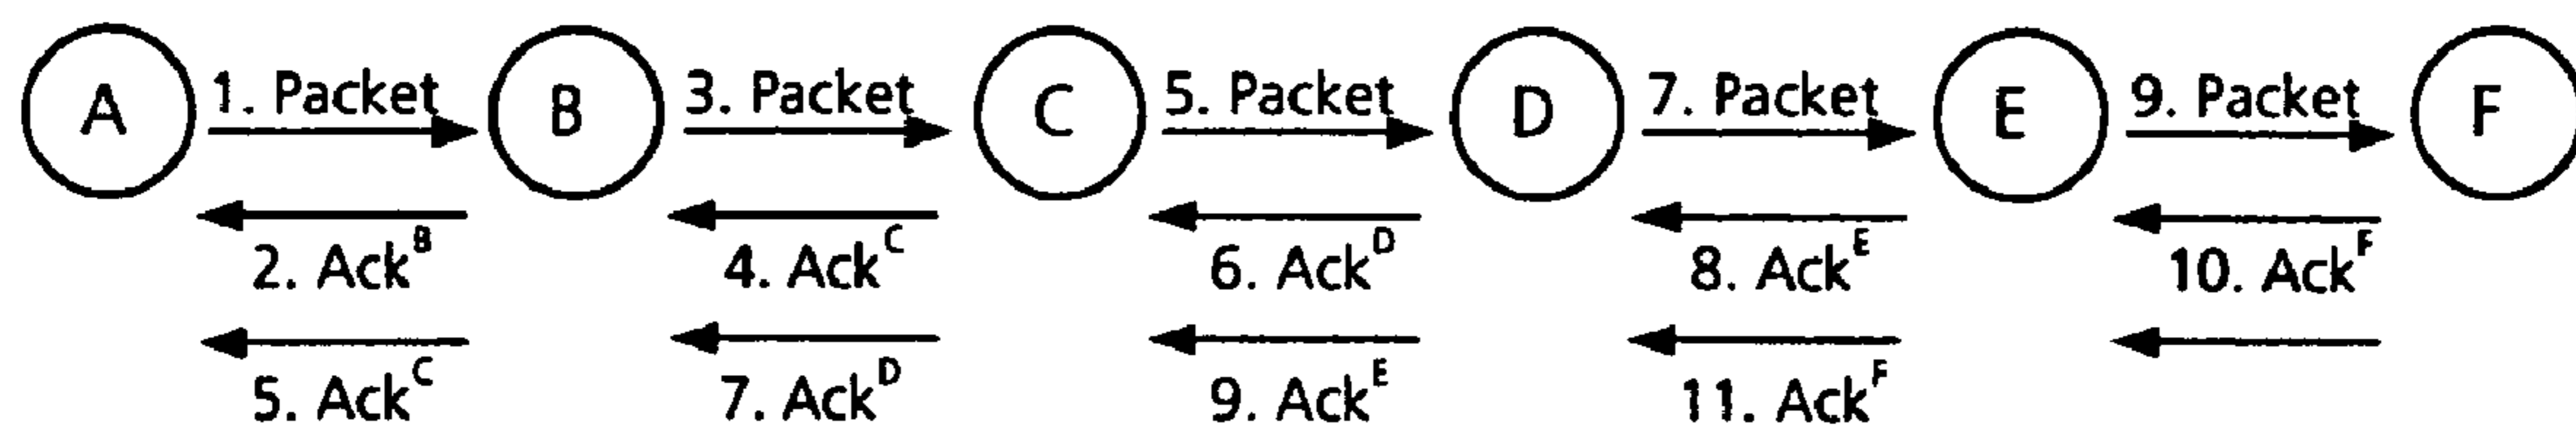 A 1. Packet B 3. Packet C 5. Packet D 7. Packet E 9. Packet F
2. Ack^B 4. Ack^C 6. Ack^D 8. Ack^E 10. Ack^F
5. Ack^C 7. Ack^D 9. Ack^E 11. Ack^F